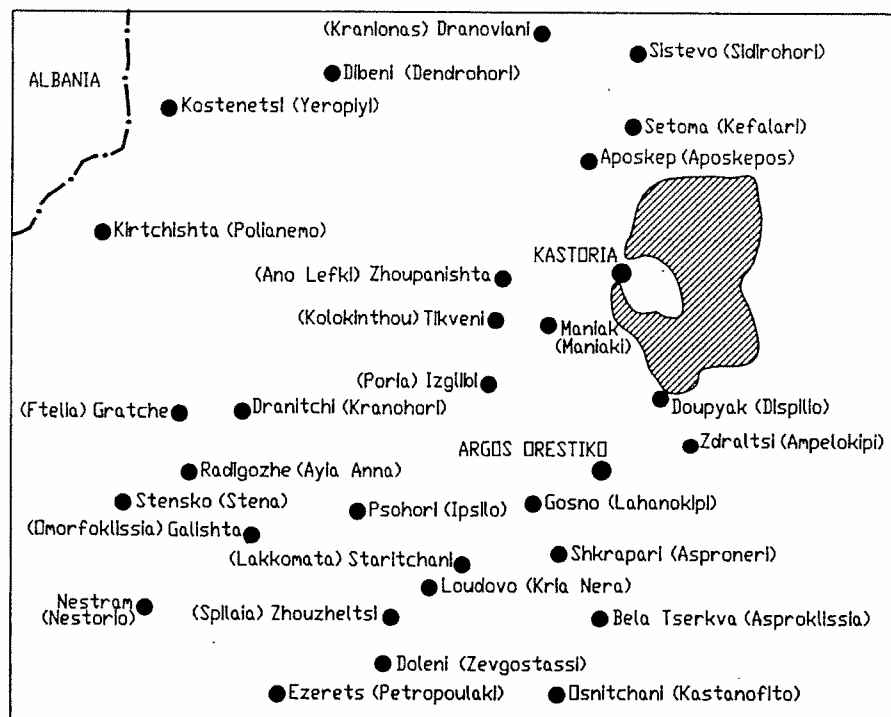 (Kranionas) Dranoviani
Sistevo (Sidirohori)
Dibeni (Dendrohori)
ALBANIA
Kostenetsi (Yeropiyi)
Setoma (Kefalari)
Aposkep (Aposkepos)
Kirtchishta (Polianemo)
KASTORIA
(Ano Lefki) Zhoupanishta
(Kolokinthou) Tikveni
Maniak
(Maniaki)
(Poria) Izglibi
Doupyak (Dispilio)
(Ftelia) Gratche
Dranitchi (Kranohori)
Zdraltsi (Ampelokipi)
ARGOS ORESTIKO
Radigozhe (Ayia Anna)
Stensko (Stena)
Psohori (Ipsilo)
Gosno (Lahanokipi)
(Omorfoklissia) Galishta
(Lakkomata) Staritchani
Shkrapari (Asproneri)
Loudovo (Kria Nera)
Nestram
(Nestorio)
(Spilaia) Zhouzheltsi
Bela Tserkva (Asproklissia)
Doleni (Zevgostassi)
Ezerets (Petropoulaki)
Osnitchani (Kastanofito)